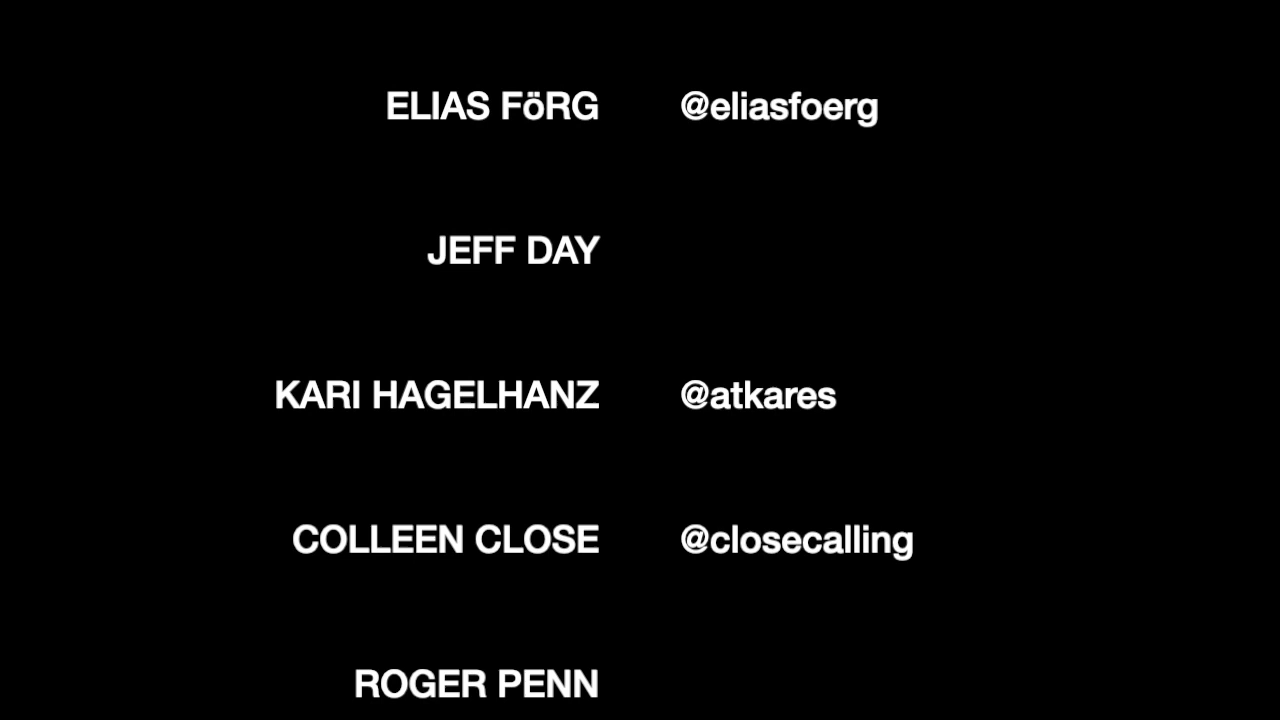 ELIAS FöRG @eliasfoerg
JEFF DAY
KARI HAGELHANZ @atkares
COLLEEN CLOSE @closecalling
ROGER PENN